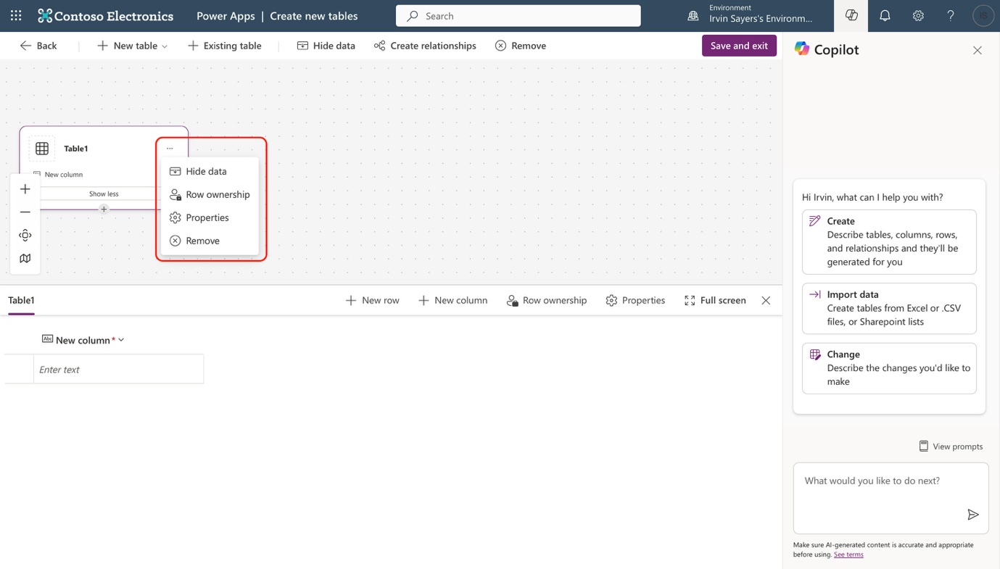 Contoso Electronics
Power Apps | Create new tables
Search
Environment
Irvin Sayers's Environm...
?
IS
Back
New table
Existing table
Hide data
Create relationships
Remove
Save and exit
Copilot
Table1
...
New column
Show less
Hide data
Row ownership
Properties
Remove
Table1
New row
New column
Row ownership
Properties
Full screen
Abc New column *
Enter text
Hi Irvin, what can I help you with?
Create
Describe tables, columns, rows,
and relationships and they'll be
generated for you
Import data
Create tables from Excel or .CSV
files, or Sharepoint lists
Change
Describe the changes you'd like to
make
View prompts
What would you like to do next?
Make sure AI-generated content is accurate and appropriate
before using. See terms